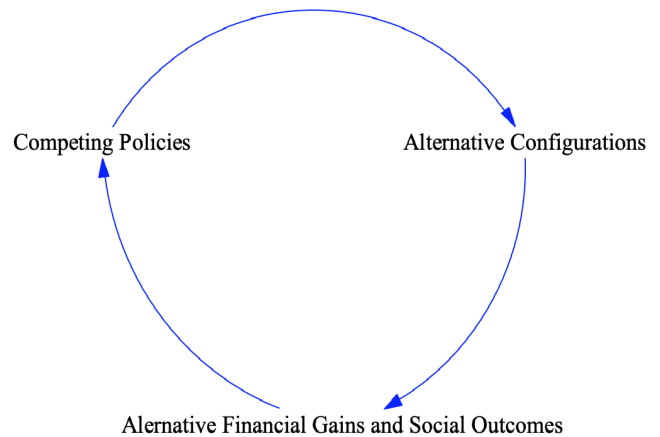 Competing Policies
Alternative Configurations
Alernative Financial Gains and Social Outcomes